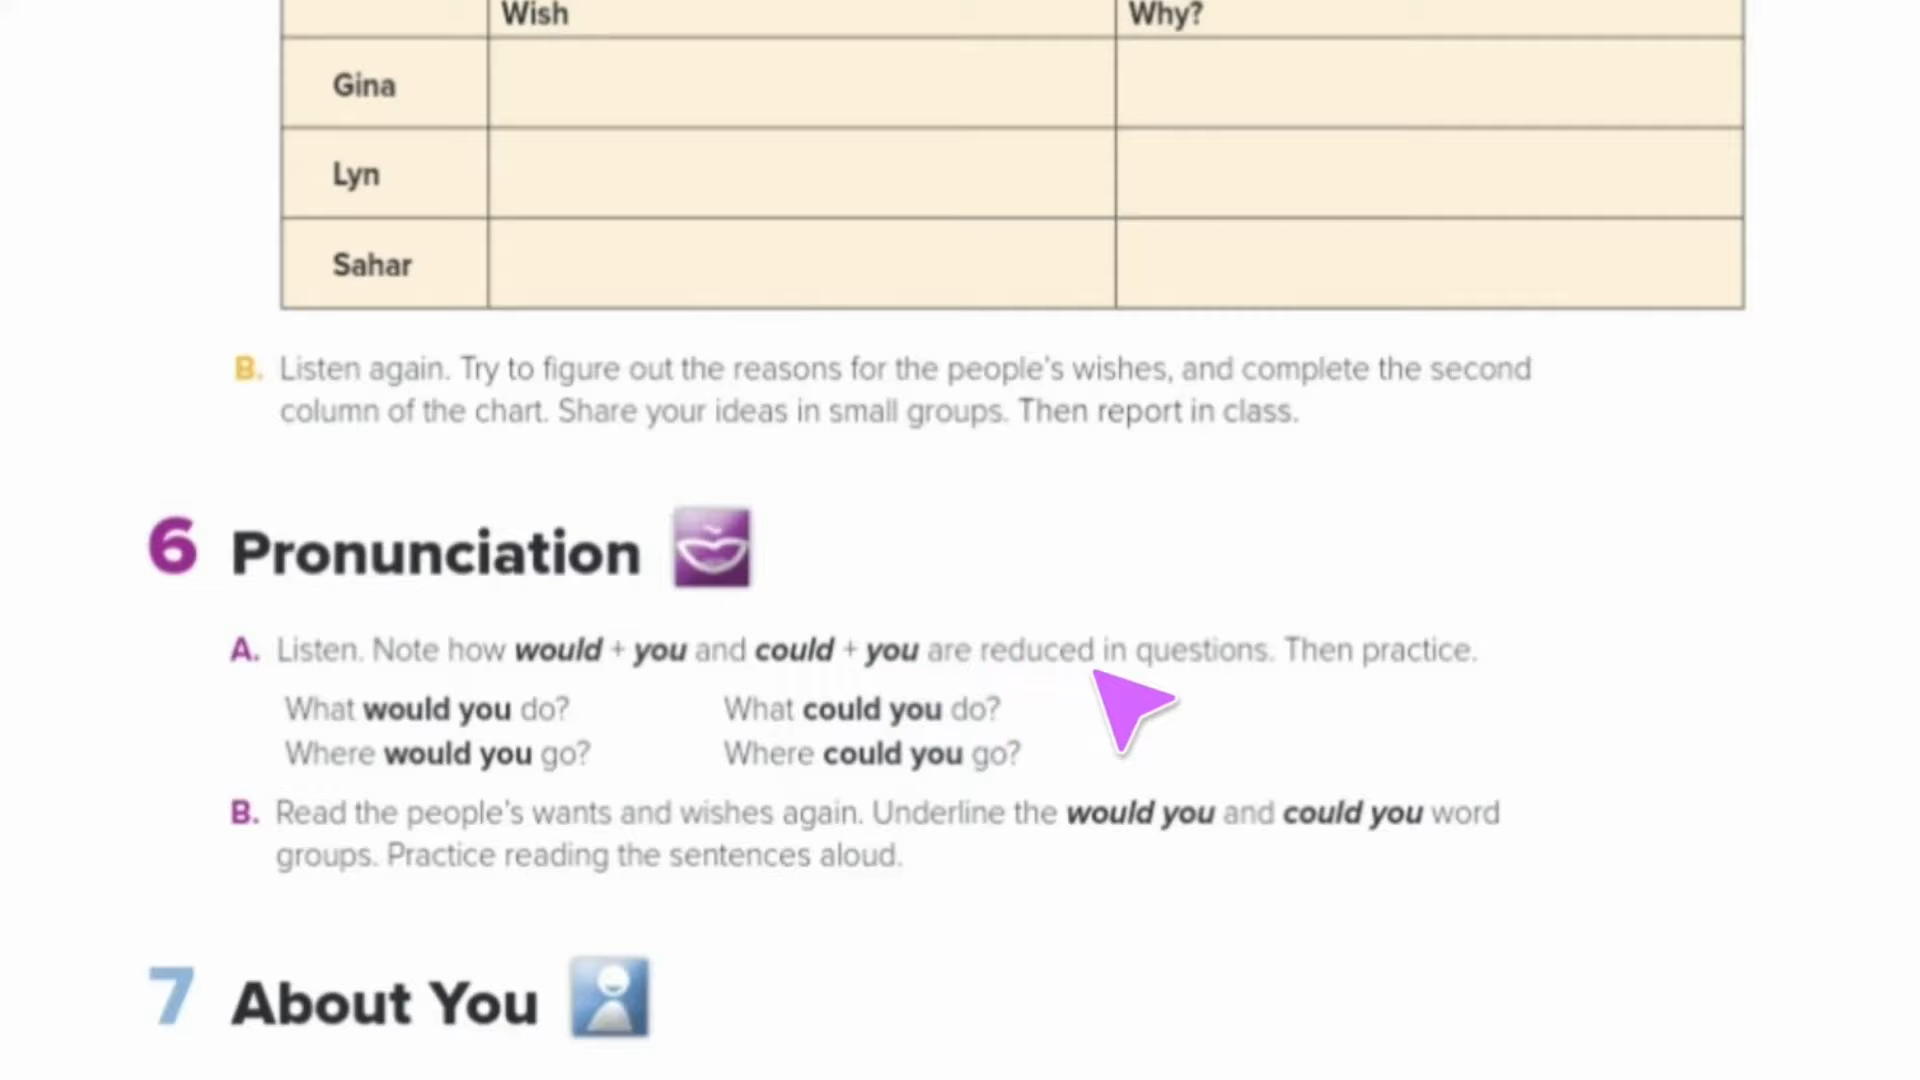 Wish Why?
Gina
Lyn
Sahar
B. Listen again. Try to figure out the reasons for the people's wishes, and complete the second
column of the chart. Share your ideas in small groups. Then report in class.
6 Pronunciation
A. Listen. Note how would + you and could + you are reduced in questions. Then practice.
What would you do? What could you do?
Where would you go? Where could you go?
B. Read the people's wants and wishes again. Underline the would you and could you word
groups. Practice reading the sentences aloud.
7 About You